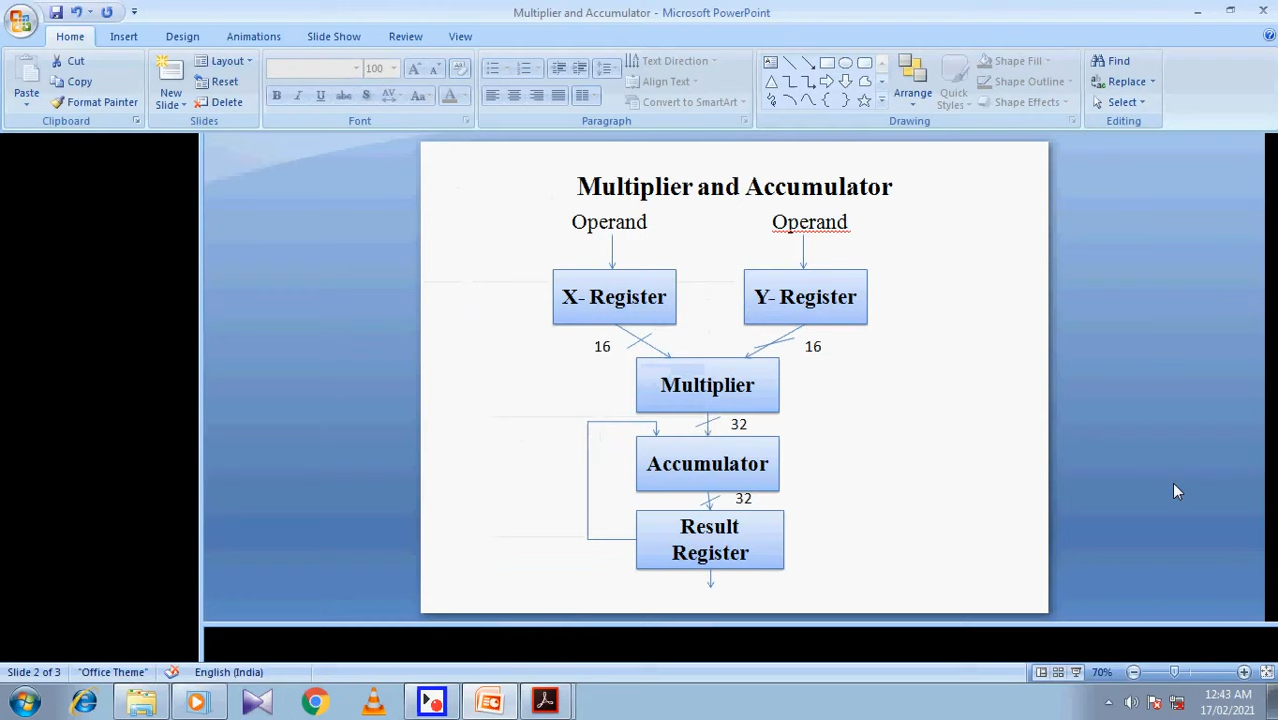 Multiplier and Accumulator - Microsoft PowerPoint
Home Insert Design Animations Slide Show Review View
Paste
Cut
Copy
Format Painter
Clipboard
New Slide
Layout
Reset
Delete
Slides
100
B I U abc S AV Aa A
Font
Text Direction
Align Text
Convert to SmartArt
Paragraph
Arrange
Quick Styles
Shape Fill
Shape Outline
Shape Effects
Drawing
Find
Replace
Select
Editing
Multiplier and Accumulator
Operand Operand
X- Register Y- Register
16 16
Multiplier
32
Accumulator
32
Result
Register
Slide 2 of 3 "Office Theme" English (India) 70%
12:43 AM
17/02/2021